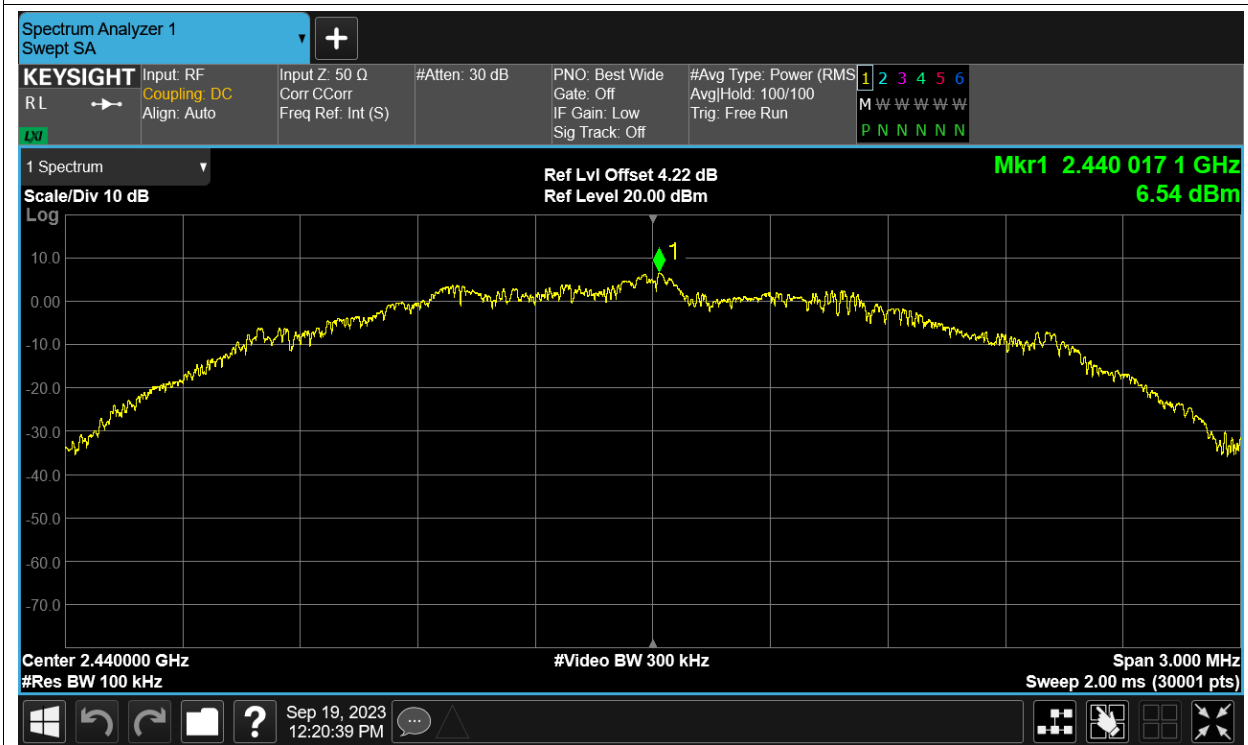 Spectrum Analyzer 1
Swept SA
KEYSIGHT
RL
LXI
Input: RF
Coupling: DC
Align: Auto
Input Z: 50 Ω
Corr CCorr
Freq Ref: Int (S)
#Atten: 30 dB
PNO: Best Wide
Gate: Off
IF Gain: Low
Sig Track: Off
#Avg Type: Power (RMS
Avg|Hold: 100/100
Trig: Free Run
1 2 3 4 5 6
M W W W W W
P N N N N N
1 Spectrum
Scale/Div 10 dB
Log
Ref Lvl Offset 4.22 dB
Ref Level 20.00 dBm
Mkr1 2.440 017 1 GHz
6.54 dBm
1
10.0
0.00
-10.0
-20.0
-30.0
-40.0
-50.0
-60.0
-70.0
Center 2.440000 GHz
#Res BW 100 kHz
#Video BW 300 kHz
Span 3.000 MHz
Sweep 2.00 ms (30001 pts)
?
Sep 19, 2023
12:20:39 PM